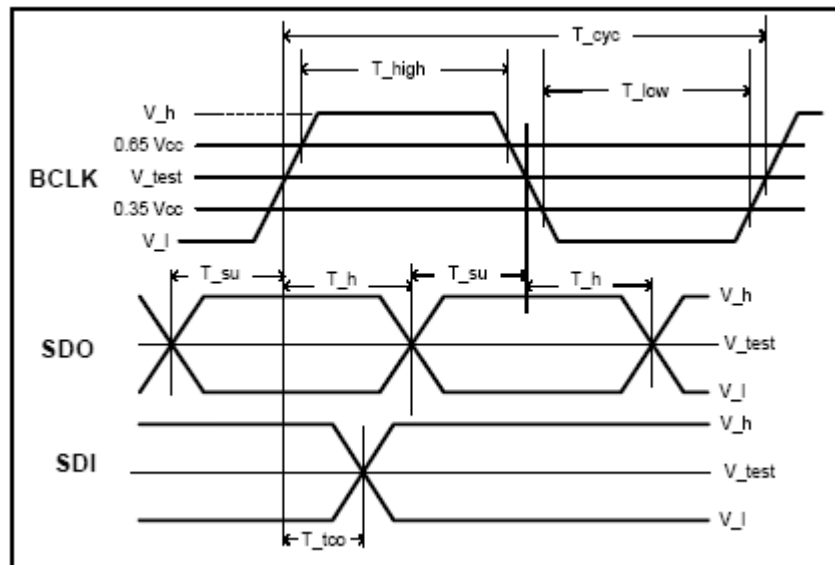 T_cyc
T_high
T_low
V_h
0.65 Vcc
BCLK
V_test
0.35 Vcc
V_l
T_su
T_h
T_su
T_h
V_h
SDO
V_test
V_l
V_h
SDI
V_test
V_l
T_tco